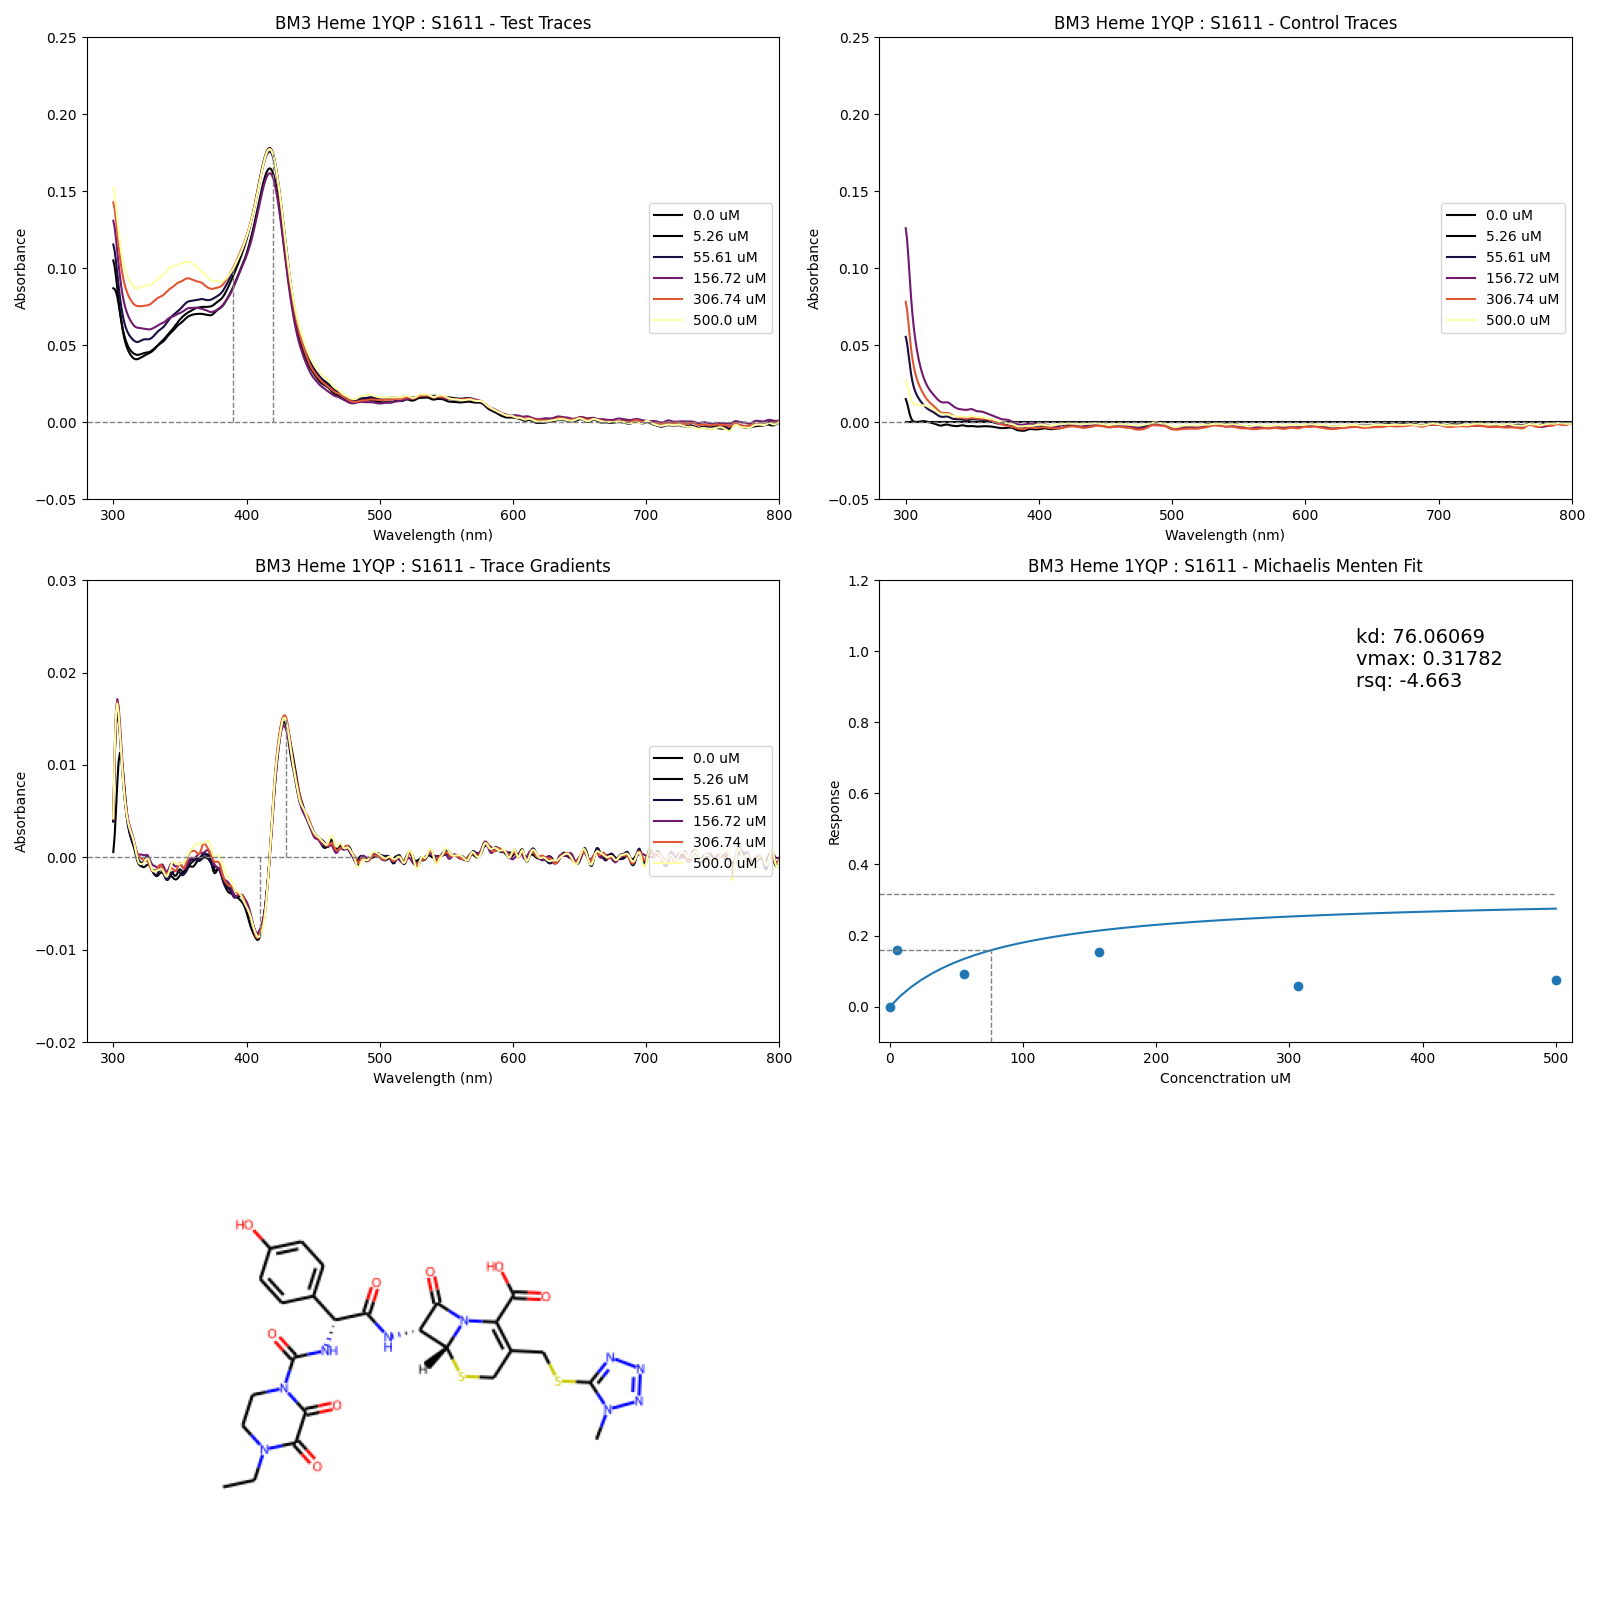 BM3 Heme 1YQP : S1611 - Test Traces
0.25
0.20
0.15
0.10
0.05
0.00
−0.05
Absorbance
300 400 500 600 700 800
Wavelength (nm)
0.0 uM
5.26 uM
55.61 uM
156.72 uM
306.74 uM
500.0 uM
BM3 Heme 1YQP : S1611 - Control Traces
0.25
0.20
0.15
0.10
0.05
0.00
−0.05
Absorbance
300 400 500 600 700 800
Wavelength (nm)
0.0 uM
5.26 uM
55.61 uM
156.72 uM
306.74 uM
500.0 uM
BM3 Heme 1YQP : S1611 - Trace Gradients
0.03
0.02
0.01
0.00
−0.01
−0.02
Absorbance
300 400 500 600 700 800
Wavelength (nm)
0.0 uM
5.26 uM
55.61 uM
156.72 uM
306.74 uM
500.0 uM
BM3 Heme 1YQP : S1611 - Michaelis Menten Fit
1.2
1.0
0.8
0.6
0.4
0.2
0.0
Response
kd: 76.06069
vmax: 0.31782
rsq: -4.663
0 100 200 300 400 500
Concenctration uM
HO
O
O
HO
O
O
NH
N
H
N
H
S
S
N
N
N
N
N
O
O
N